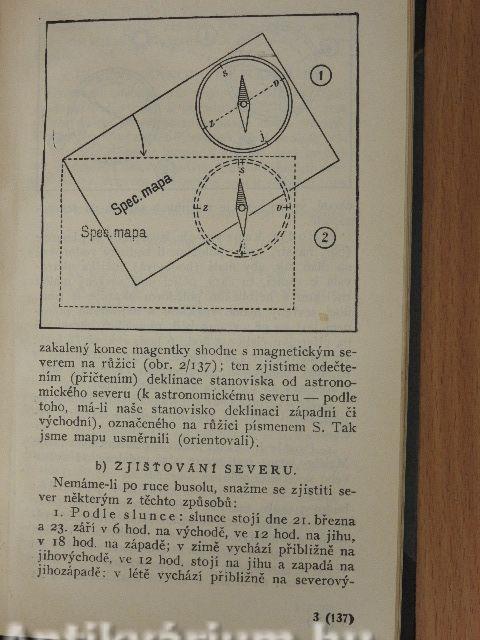 s
v
1
z
j
Spec. mapa
s
z
v
j
Spec. mapa
2
zakalený konec magentky shodne s magnetickým se-
verem na růžici (obr. 2/137); ten zjistíme odečte-
ním (přičtením) deklinace stanoviska od astrono-
mického severu (k astronomickému severu — podle
toho, má-li naše stanovisko deklinaci západní či
východní), označeného na růžici písmenem S. Tak
jsme mapu usměrnili (orientovali).
b) ZJIŠŤOVÁNÍ SEVERU.
Nemáme-li po ruce busolu, snažme se zjistiti se-
ver některým z těchto způsobů:
1. Podle slunce: slunce stojí dne 21. března
a 23. září v 6 hod. na východě, ve 12 hod. na jihu,
v 18 hod. na západě; v zimě vychází přibližně na
jihovýchodě, ve 12 hod. stojí na jihu a zapadá na
jihozápadě; v létě vychází přibližně na severový-
3 (137)
Antikvárium.hu